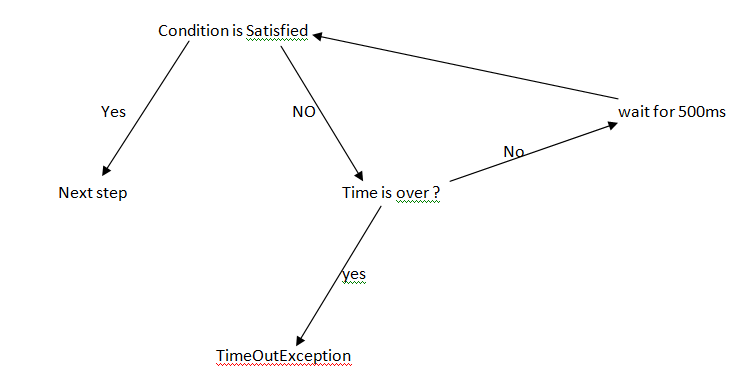 Condition is Satisfied
Yes
NO
wait for 500ms
No
Next step
Time is over ?
yes
TimeOutException